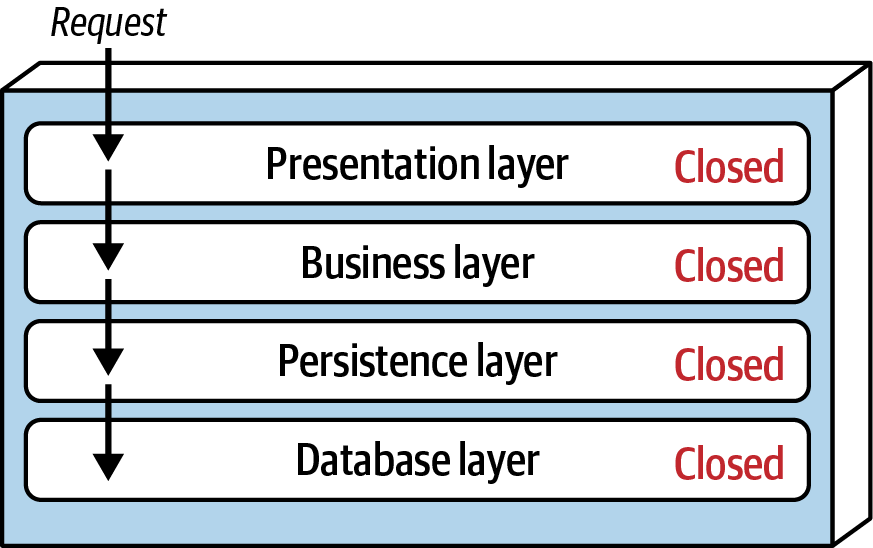 Request
Presentation layer Closed
Business layer Closed
Persistence layer Closed
Database layer Closed